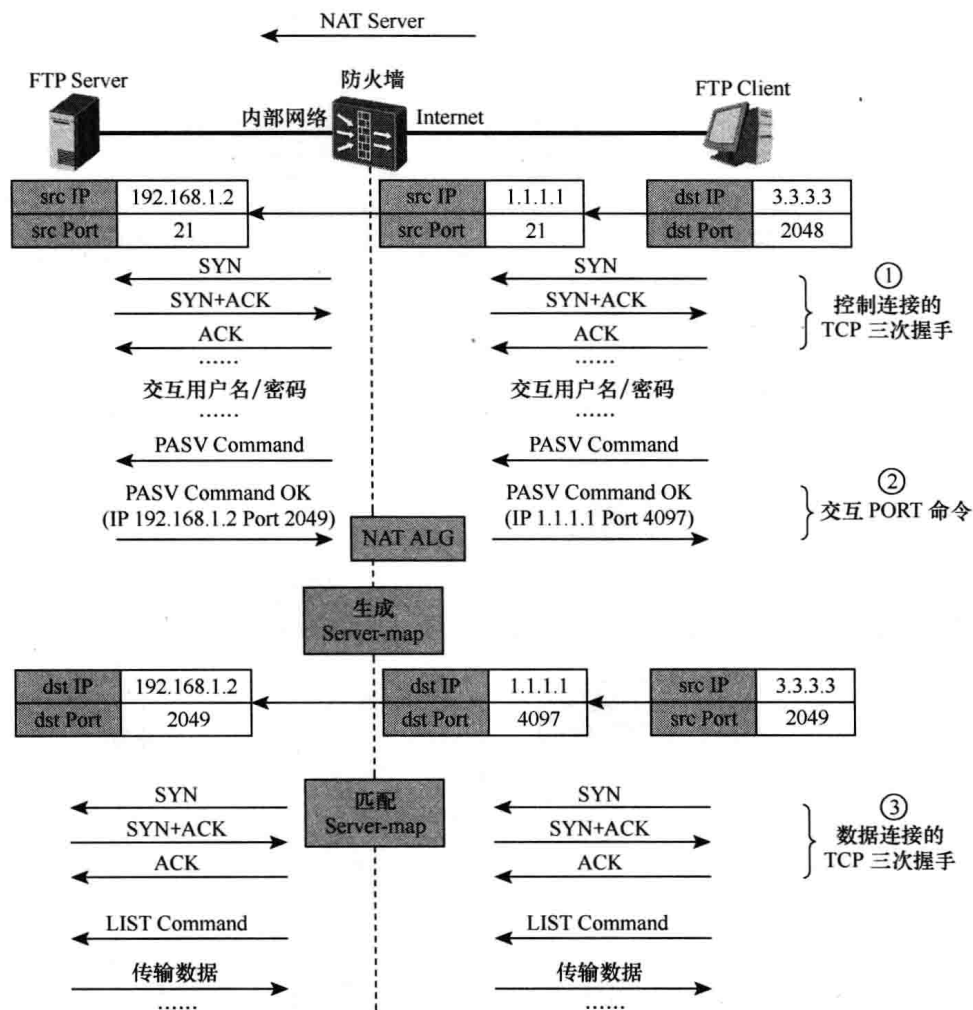 NAT Server
FTP Server
防火墙
FTP Client
内部网络
Internet
src IP 192.168.1.2
src Port 21
src IP 1.1.1.1
src Port 21
dst IP 3.3.3.3
dst Port 2048
SYN
SYN
SYN+ACK
SYN+ACK
ACK
ACK
……
……
①
控制连接的
TCP 三次握手
交互用户名/密码
交互用户名/密码
……
……
PASV Command
PASV Command
PASV Command OK
(IP 192.168.1.2 Port 2049)
NAT ALG
PASV Command OK
(IP 1.1.1.1 Port 4097)
②
交互 PORT 命令
生成
Server-map
dst IP 192.168.1.2
dst Port 2049
dst IP 1.1.1.1
dst Port 4097
src IP 3.3.3.3
src Port 2049
匹配
Server-map
SYN
SYN
SYN+ACK
SYN+ACK
ACK
ACK
③
数据连接的
TCP 三次握手
LIST Command
LIST Command
传输数据
传输数据
……
……